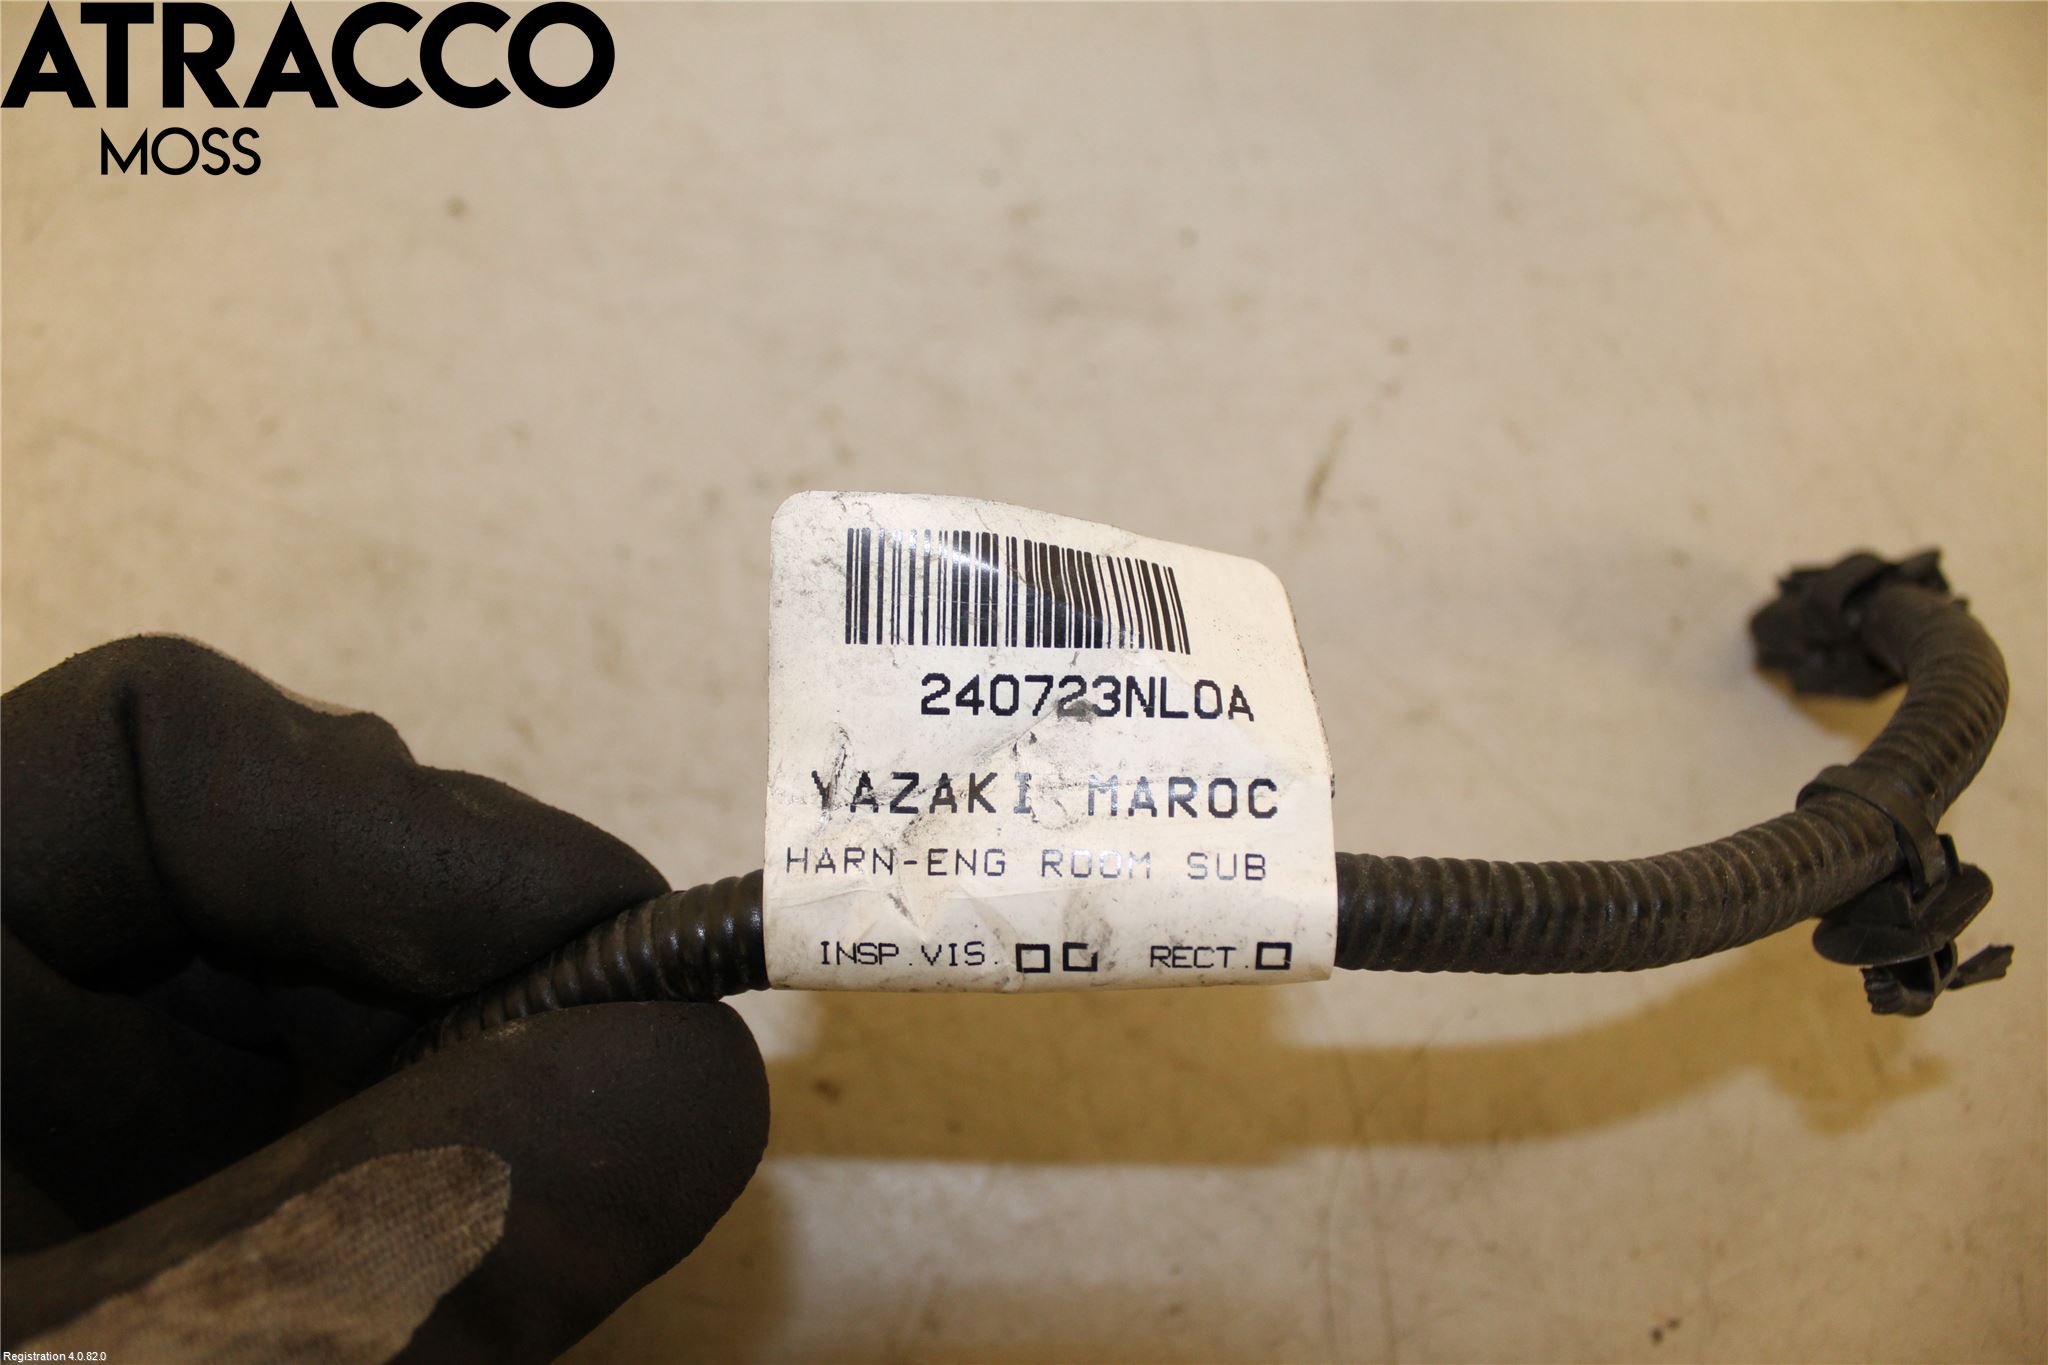 ATRACCO
MOSS
240723NL0A
YAZAKI MAROC
HARN-ENG ROOM SUB
INSP.VIS. RECT.
Registration 4.0.82.0